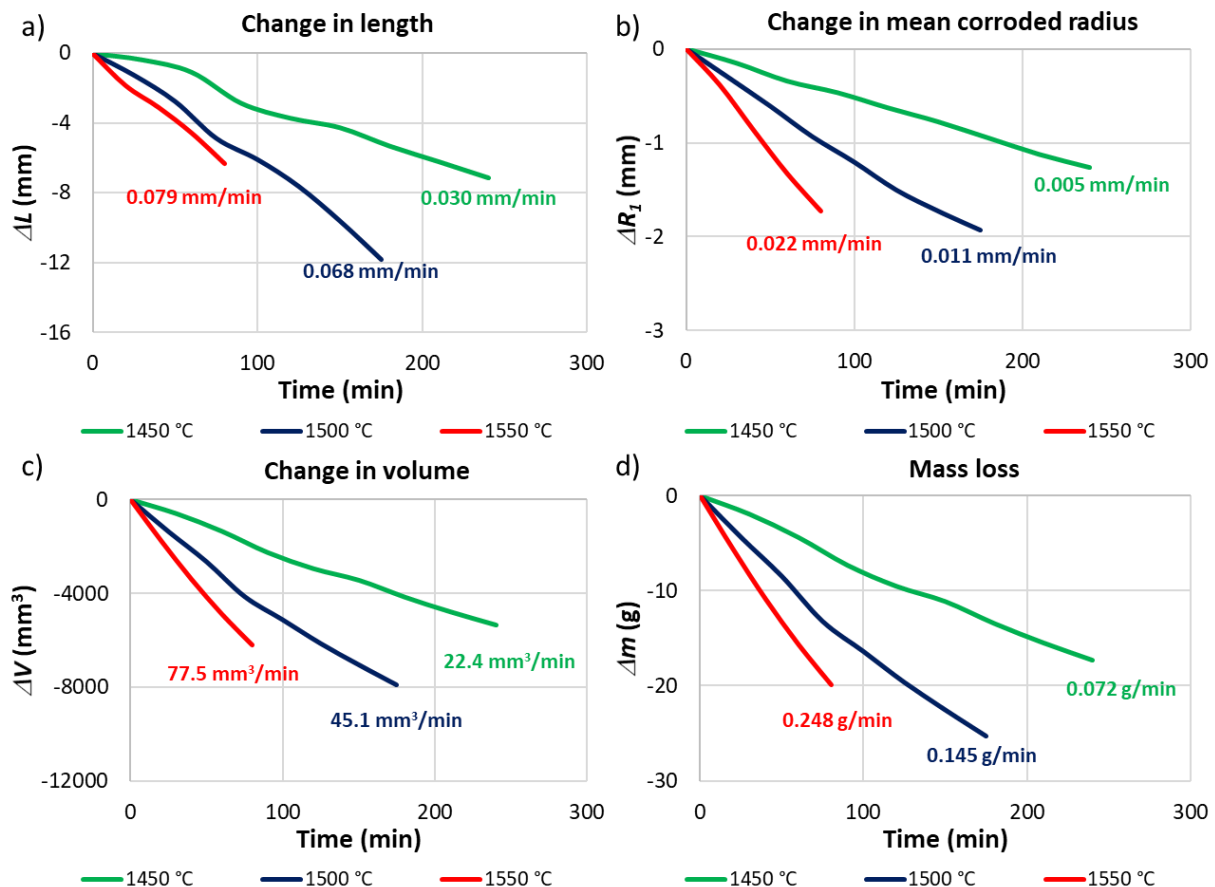 a)
Change in length
0
-4
-8
-12
-16
ΔL (mm)
0.079 mm/min
0.030 mm/min
0.068 mm/min
0 100 200 300
Time (min)
1450 °C 1500 °C 1550 °C
b)
Change in mean corroded radius
0
-1
-2
-3
ΔR1 (mm)
0.005 mm/min
0.022 mm/min
0.011 mm/min
0 100 200 300
Time (min)
1450 °C 1500 °C 1550 °C
c)
Change in volume
0
-4000
-8000
-12000
ΔV (mm³)
22.4 mm³/min
77.5 mm³/min
45.1 mm³/min
0 100 200 300
Time (min)
1450 °C 1500 °C 1550 °C
d)
Mass loss
0
-10
-20
-30
Δm (g)
0.072 g/min
0.248 g/min
0.145 g/min
0 100 200 300
Time (min)
1450 °C 1500 °C 1550 °C